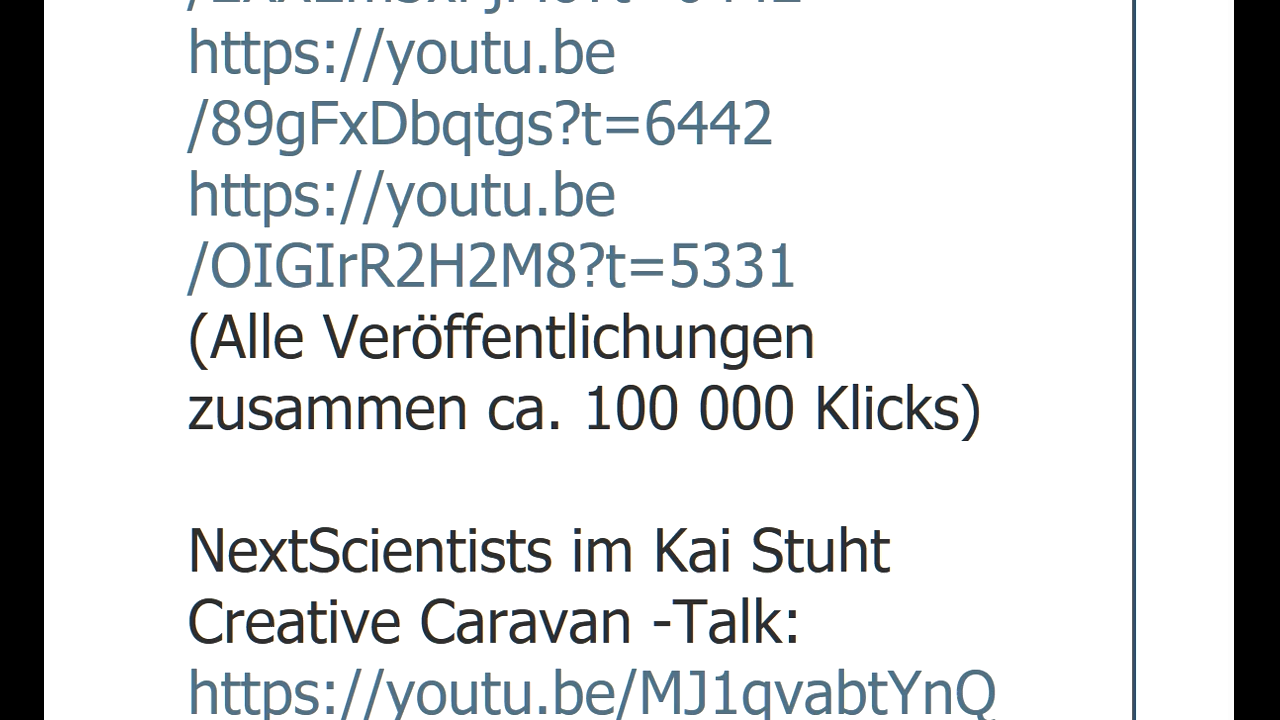 https://youtu.be
/89gFxDbqtgs?t=6442
https://youtu.be
/OIGIrR2H2M8?t=5331
(Alle Veröffentlichungen
zusammen ca. 100 000 Klicks)
NextScientists im Kai Stuht
Creative Caravan -Talk:
https://youtu.be/MJ1qvabtYnQ